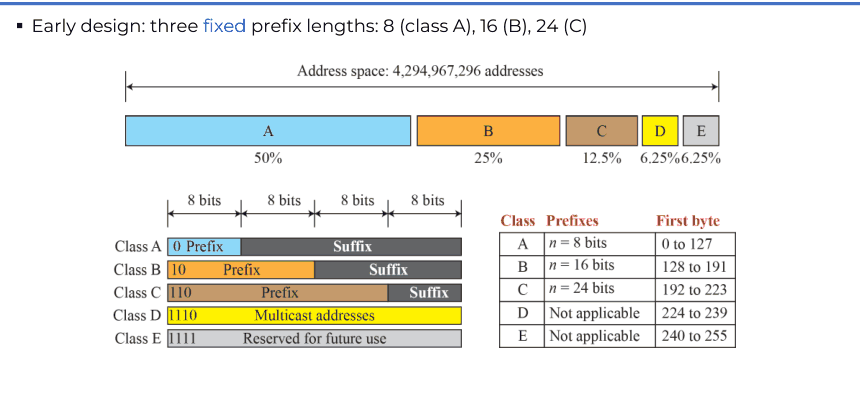 ▪ Early design: three fixed prefix lengths: 8 (class A), 16 (B), 24 (C)
Address space: 4,294,967,296 addresses
A B C D E
50% 25% 12.5% 6.25% 6.25%
8 bits 8 bits 8 bits 8 bits
Class A 0 Prefix Suffix
Class B 10 Prefix Suffix
Class C 110 Prefix Suffix
Class D 1110 Multicast addresses
Class E 1111 Reserved for future use
Class Prefixes First byte
A n = 8 bits 0 to 127
B n = 16 bits 128 to 191
C n = 24 bits 192 to 223
D Not applicable 224 to 239
E Not applicable 240 to 255